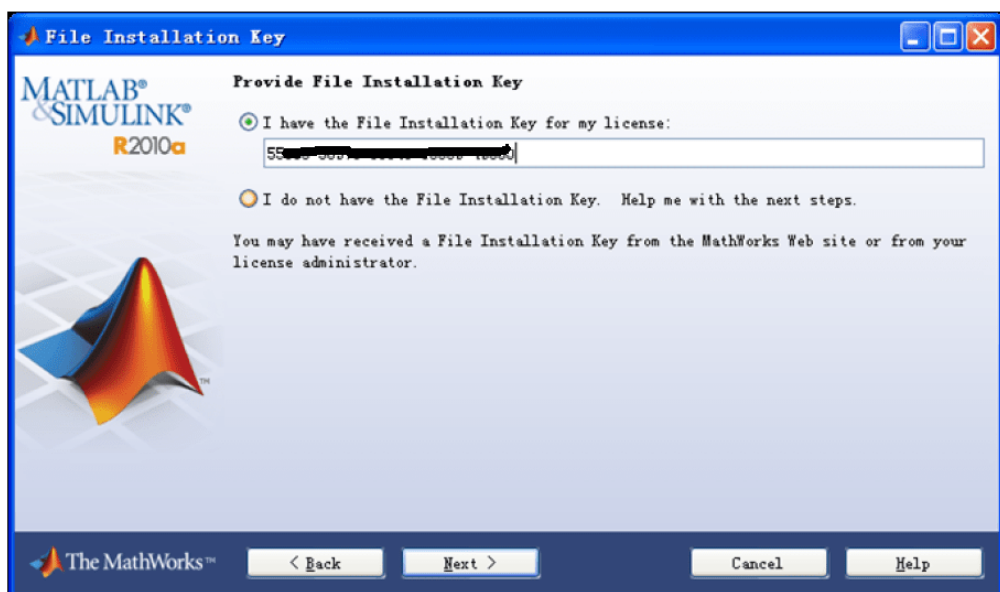 File Installation Key
MATLAB®
&SIMULINK®
R2010a
Provide File Installation Key
I have the File Installation Key for my license:
I do not have the File Installation Key. Help me with the next steps.
You may have received a File Installation Key from the MathWorks Web site or from your
license administrator.
TM
The MathWorks™
< Back
Next >
Cancel
Help